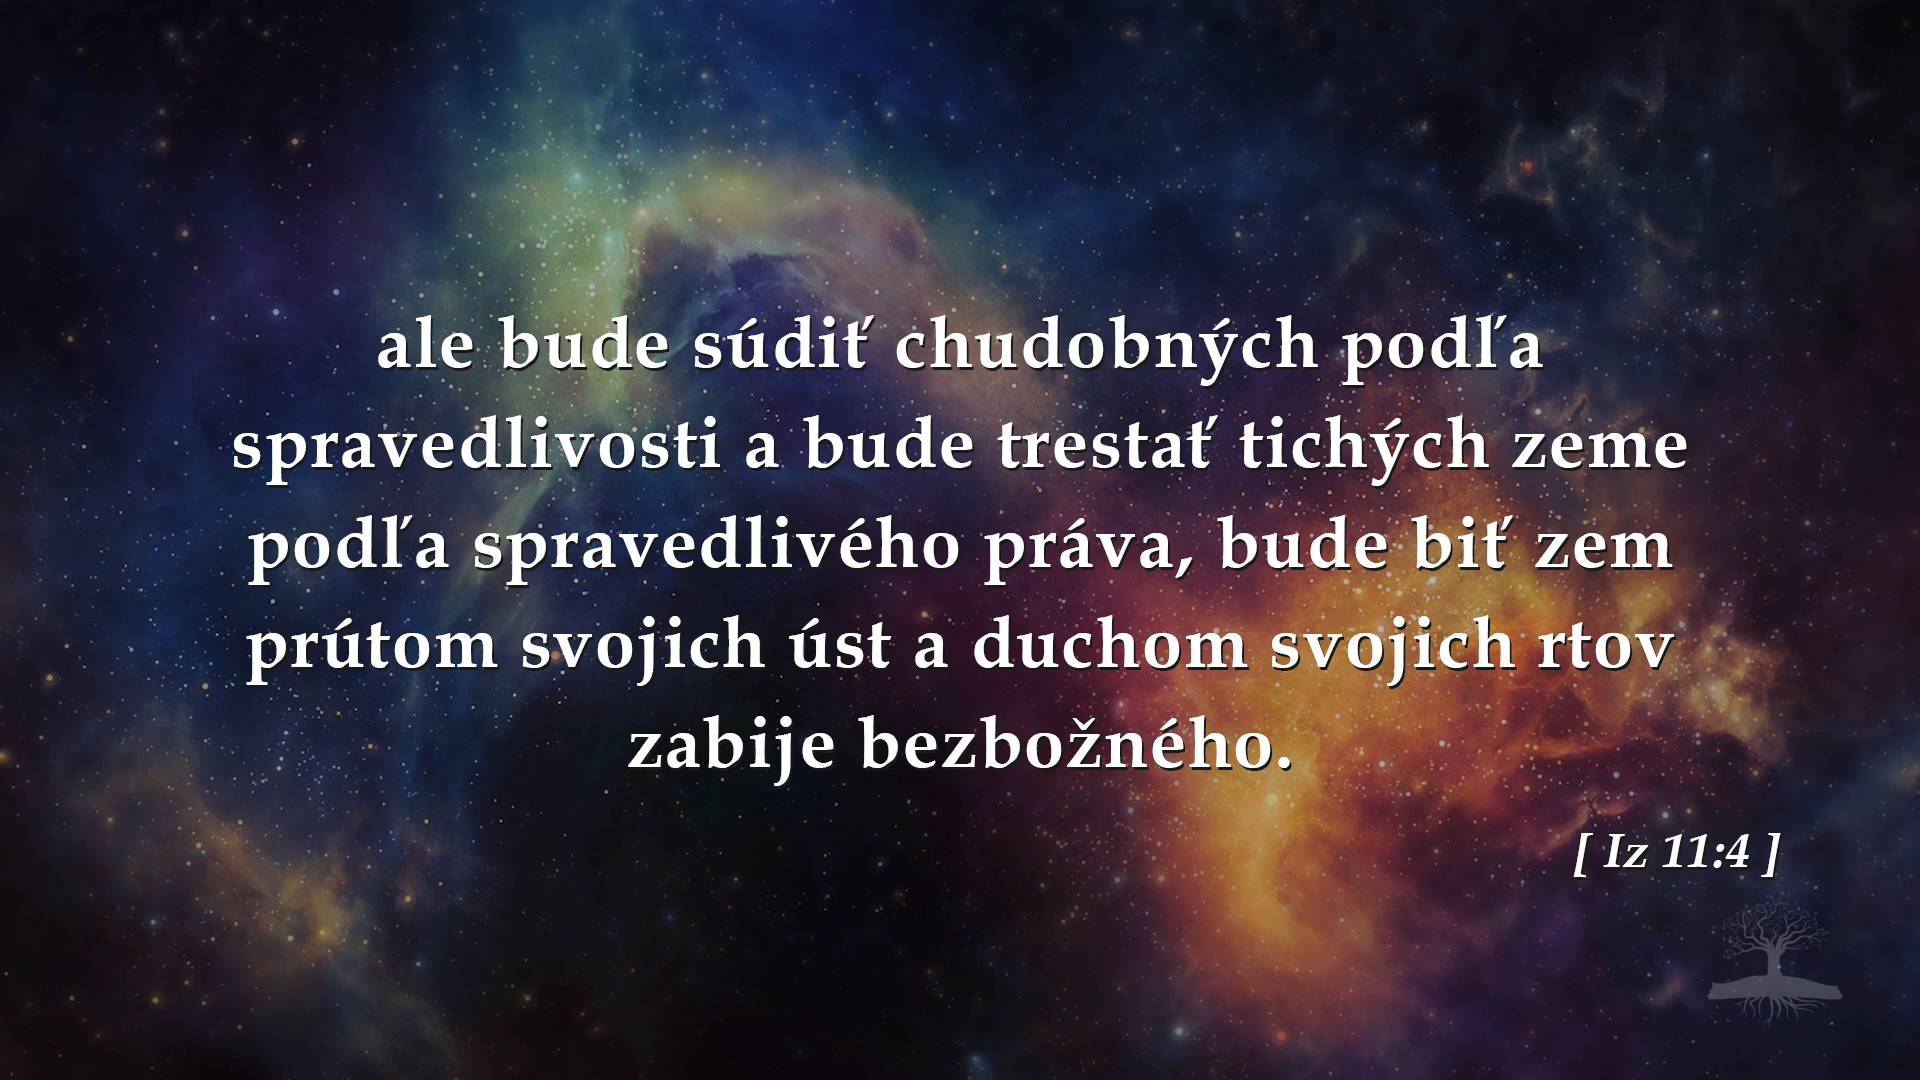 ale bude súdiť chudobných podľa
spravedlivosti a bude trestať tichých zeme
podľa spravedlivého práva, bude biť zem
prútom svojich úst a duchom svojich rtov
zabije bezbožného.
[ Iz 11:4 ]